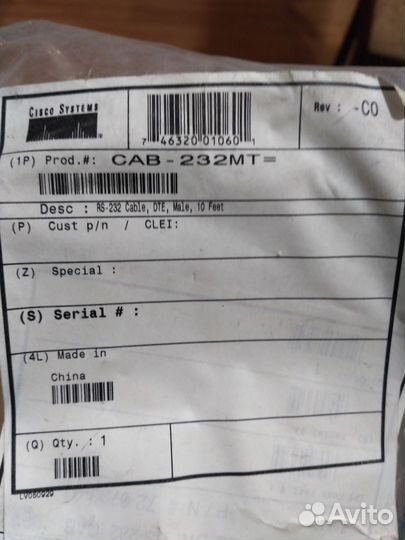 CISCO SYSTEMS
7 46320 01060 1
Rev : -C0
(1P) Prod.#: CAB-232MT=
Desc : RS-232 Cable, DTE, Male, 10 Feet
(P) Cust p/n / CLEI:
(Z) Special :
(S) Serial # :
(4L) Made in
China
(Q) Qty. : 1
LV080929
Avito